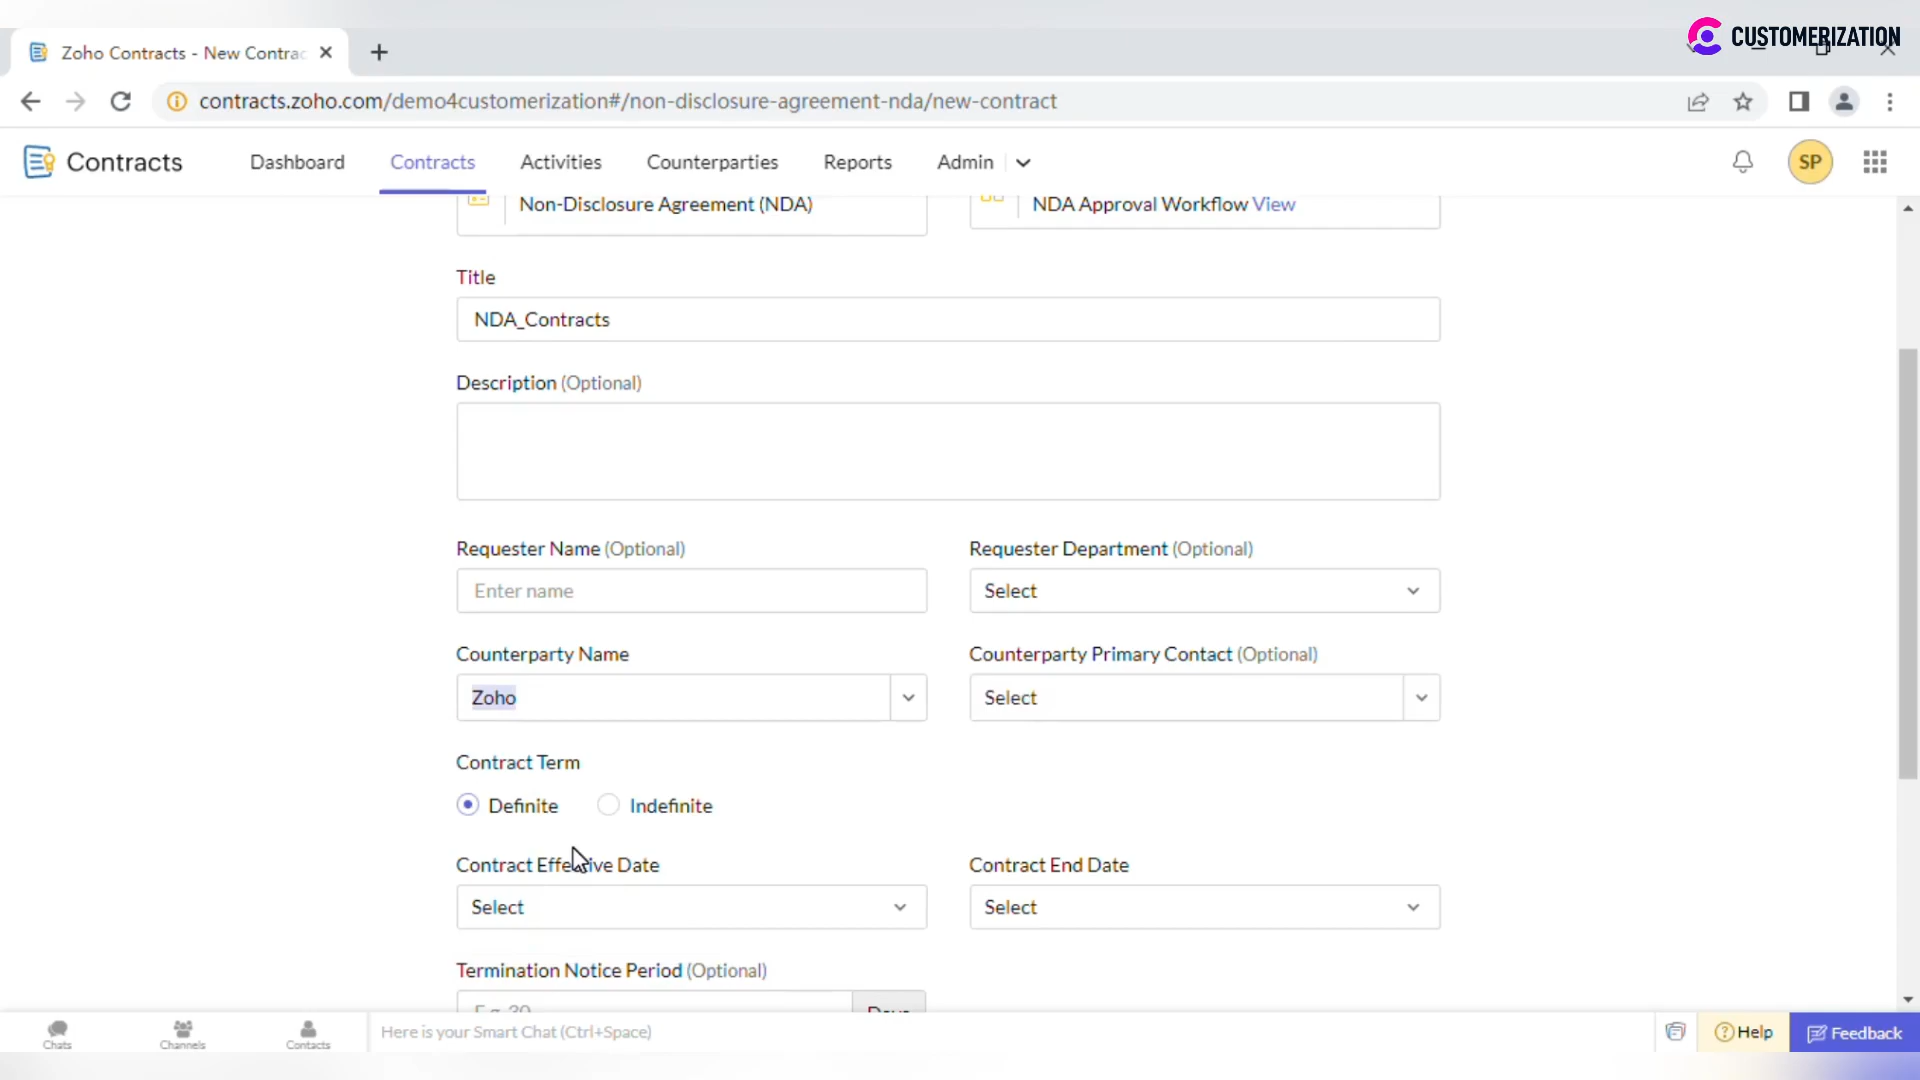 Zoho Contracts - New Contrac
CUSTOMERIZATION
contracts.zoho.com/demo4customerization#/non-disclosure-agreement-nda/new-contract
Contracts
Dashboard
Contracts
Activities
Counterparties
Reports
Admin
SP
Non-Disclosure Agreement (NDA)
NDA Approval Workflow View
Title
NDA_Contracts
Description (Optional)
Requester Name (Optional)
Requester Department (Optional)
Enter name
Select
Counterparty Name
Counterparty Primary Contact (Optional)
Zoho
Select
Contract Term
Definite
Indefinite
Contract Effective Date
Contract End Date
Select
Select
Termination Notice Period (Optional)
E.g. 30
Days
Chats
Channels
Contacts
Here is your Smart Chat (Ctrl+Space)
Help
Feedback